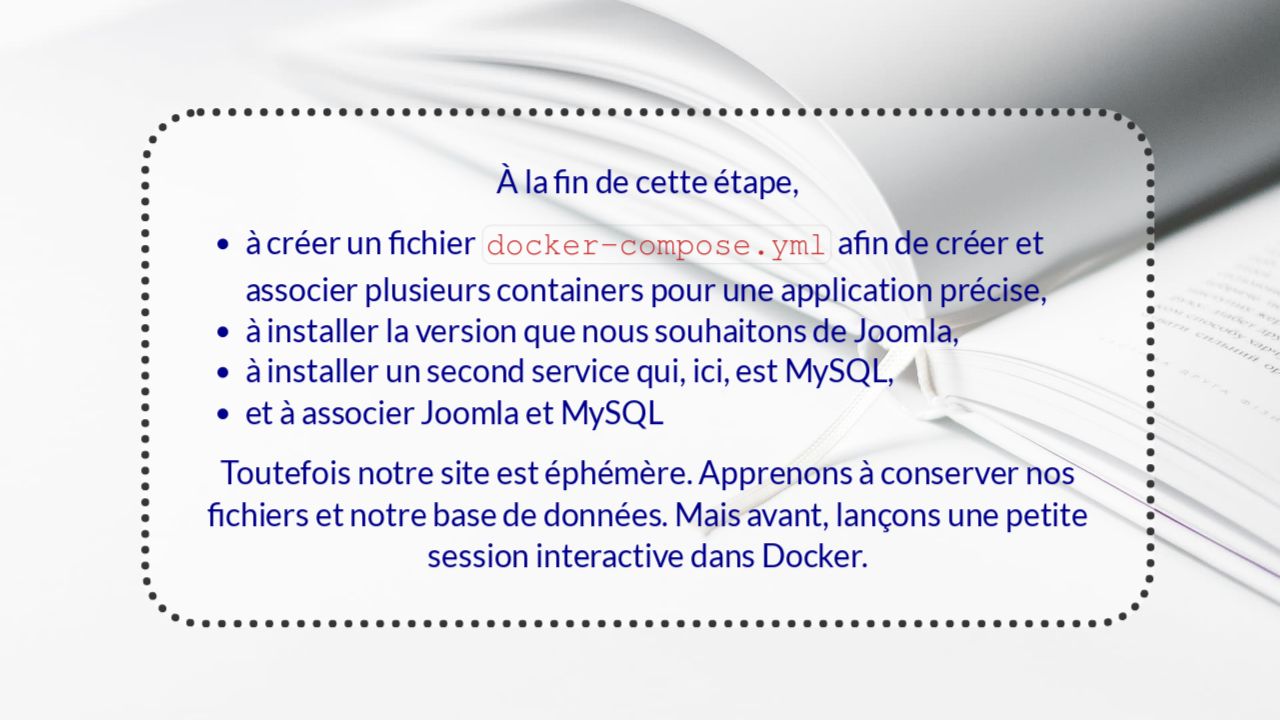 À la fin de cette étape,
• à créer un fichier docker-compose.yml afin de créer et
associer plusieurs containers pour une application précise,
• à installer la version que nous souhaitons de Joomla,
• à installer un second service qui, ici, est MySQL,
• et à associer Joomla et MySQL
Toutefois notre site est éphémère. Apprenons à conserver nos
fichiers et notre base de données. Mais avant, lançons une petite
session interactive dans Docker.